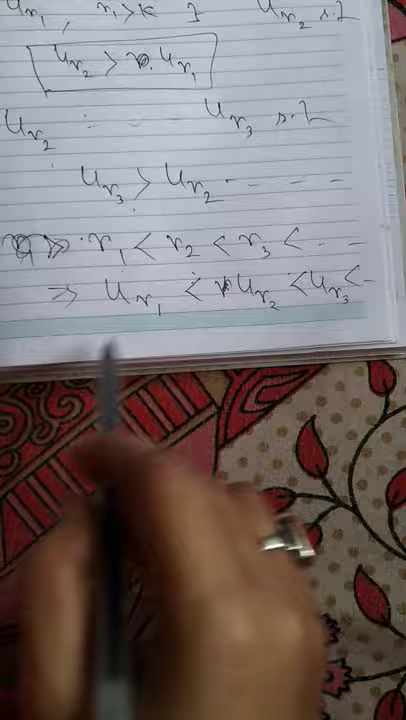 u_{r_1}, r_1 > k ∃ u_{r_2} s.t
u_{r_2} > u_{r_1}
u_{r_2} u_{r_3} s.t
u_{r_3} > u_{r_2} - - - -
r_1 < r_2 < r_3 < - - -
⇒ u_{r_1} < u_{r_2} < u_{r_3} < -